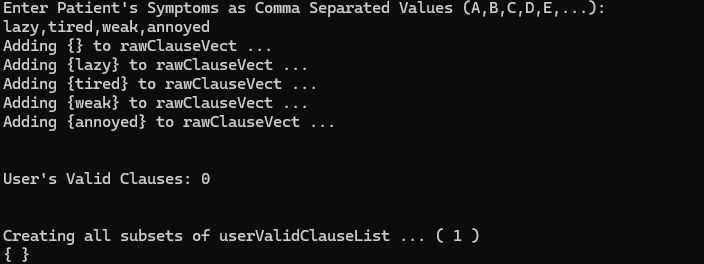 Enter Patient's Symptoms as Comma Separated Values (A,B,C,D,E,...):
lazy,tired,weak,annoyed
Adding {} to rawClauseVect ...
Adding {lazy} to rawClauseVect ...
Adding {tired} to rawClauseVect ...
Adding {weak} to rawClauseVect ...
Adding {annoyed} to rawClauseVect ...
User's Valid Clauses: 0
Creating all subsets of userValidClauseList ... ( 1 )
{ }